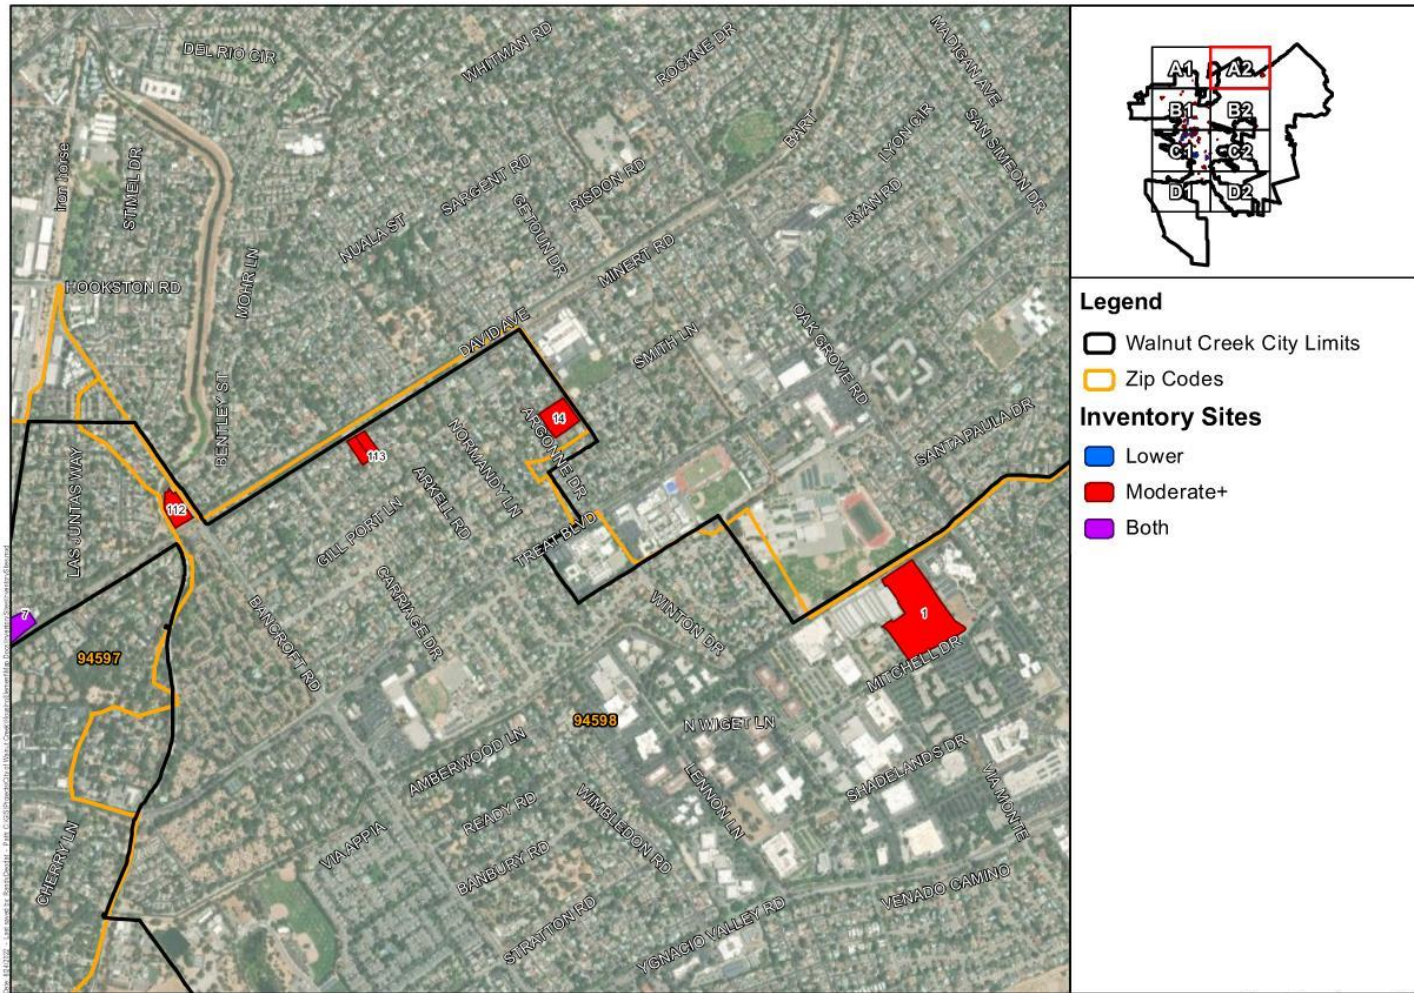 DEL RIO CIR
WHITMAN RD
ROCKNE DR
MADIGAN AVE
BART
LYON CIR
SAN SIMEON DR
iron horse
STIMEL DR
SARGENT RD
RISDON RD
GETOUN DR
RYAN RD
NUALA ST
MINERT RD
MOHR LN
HOOKSTON RD
DAVID AVE
SMITH LN
OAK GROVE RD
BENTLEY ST
14
ARGONNE DR
NORMANDY LN
SANTA PAULA DR
113
ARKELL RD
LAS JUNTAS WAY
112
GILL PORT LN
TREAT BLVD
CARRIAGE DR
WINTON DR
BANCROFT RD
7
1
94597
MITCHELL DR
94598
N WIGET LN
AMBERWOOD LN
SHADELANDS DR
LENNON LN
VIA MONTE
READY RD
WIMBLEDON RD
VIA APPIA
CHERRY LN
BANBURY RD
VENADO CAMINO
STRATTON RD
YGNACIO VALLEY RD
A1
A2
B1
B2
C1
C2
D1
D2
Legend
Walnut Creek City Limits
Zip Codes
Inventory Sites
Lower
Moderate+
Both